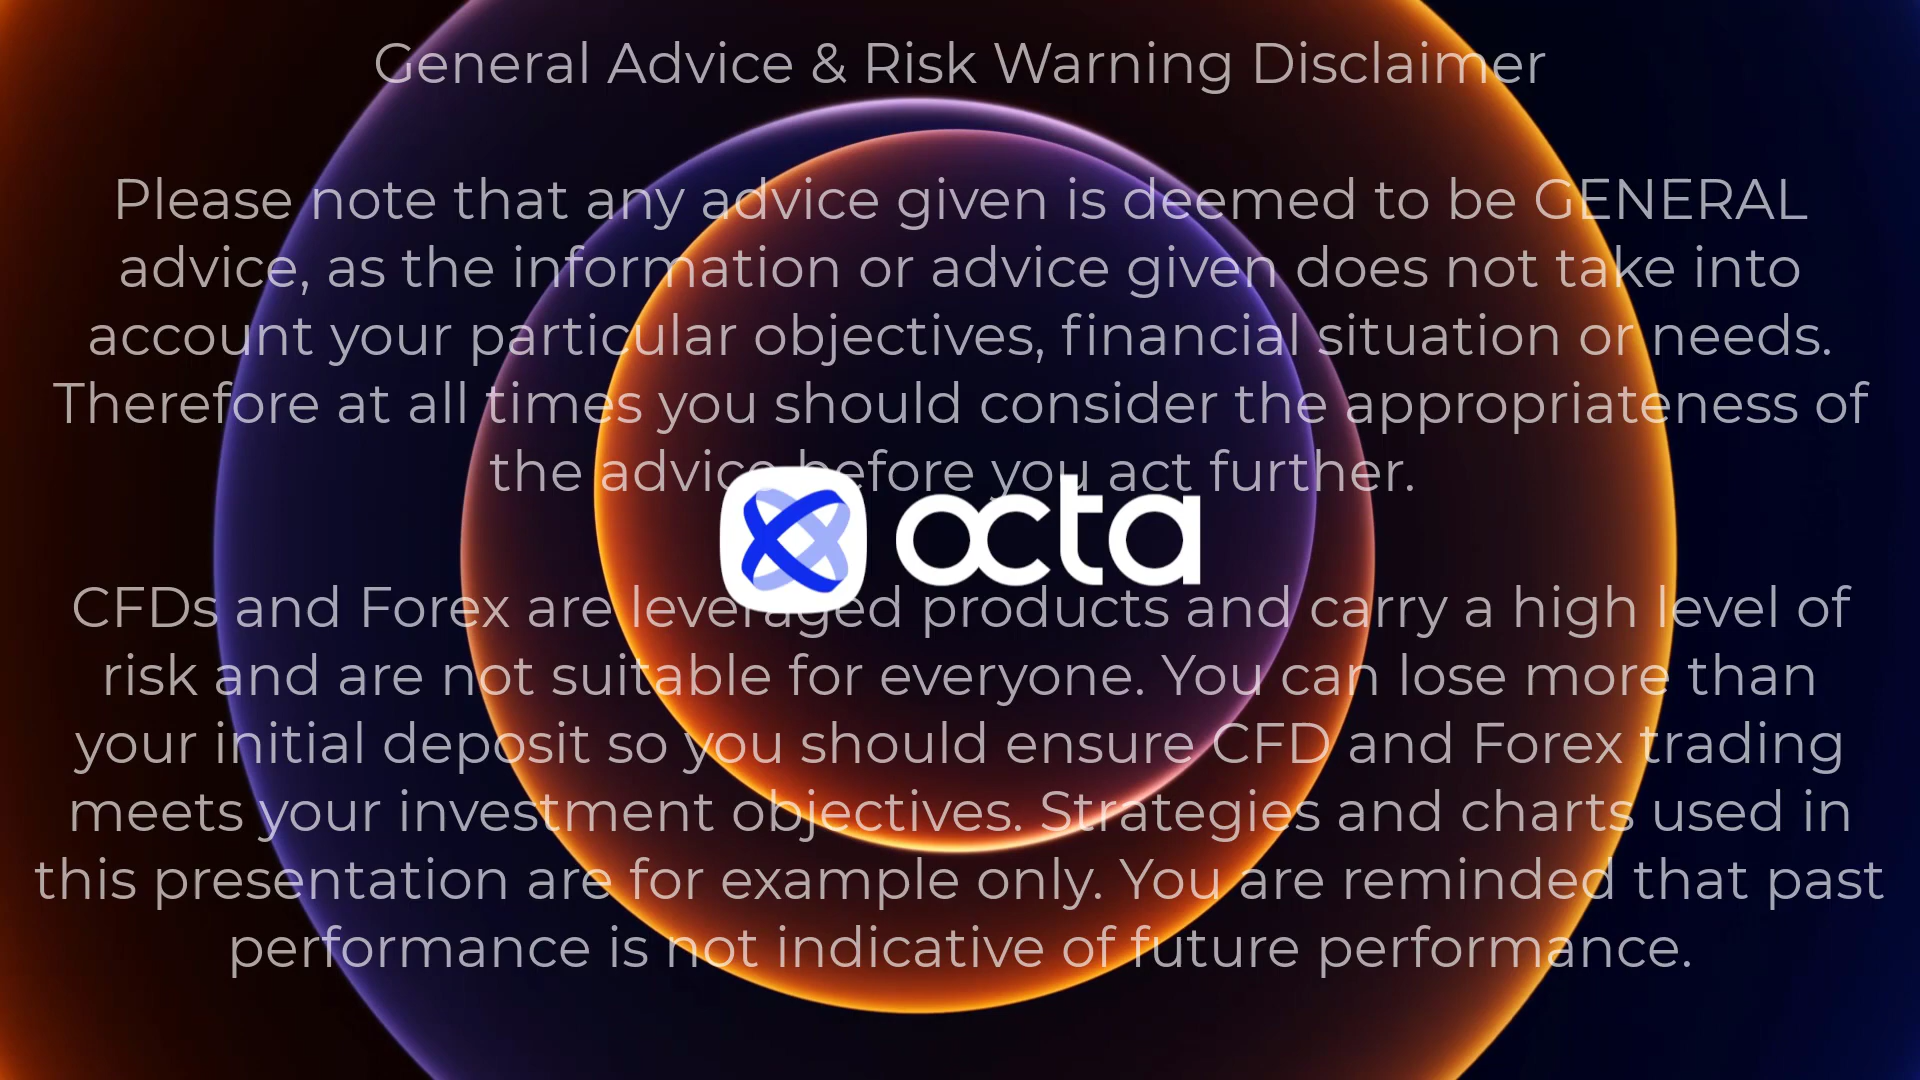 General Advice & Risk Warning Disclaimer
Please note that any advice given is deemed to be GENERAL
advice, as the information or advice given does not take into
account your particular objectives, financial situation or needs.
Therefore at all times you should consider the appropriateness of
the advice before you act further.
octa
CFDs and Forex are leveraged products and carry a high level of
risk and are not suitable for everyone. You can lose more than
your initial deposit so you should ensure CFD and Forex trading
meets your investment objectives. Strategies and charts used in
this presentation are for example only. You are reminded that past
performance is not indicative of future performance.